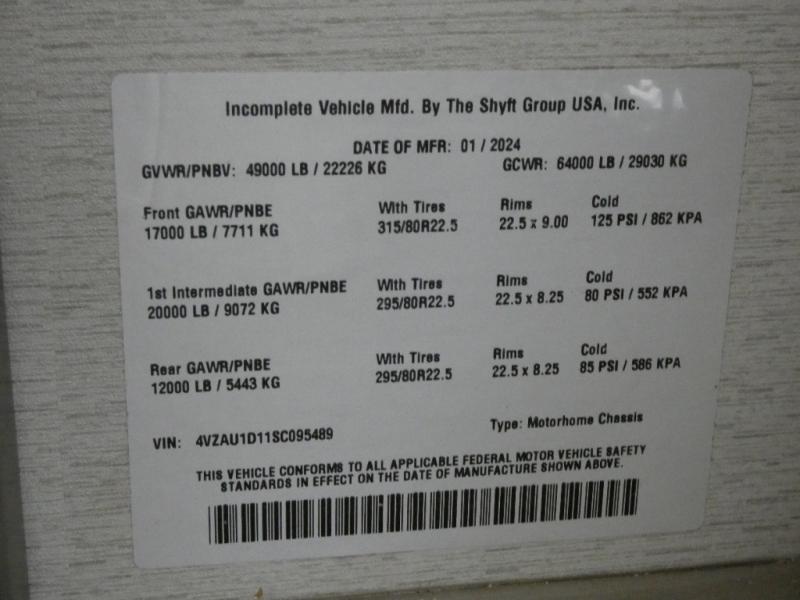 Incomplete Vehicle Mfd. By The Shyft Group USA, Inc.
DATE OF MFR: 01 / 2024
GVWR/PNBV: 49000 LB / 22226 KG GCWR: 64000 LB / 29030 KG
Front GAWR/PNBE With Tires Rims Cold
17000 LB / 7711 KG 315/80R22.5 22.5 x 9.00 125 PSI / 862 KPA
1st Intermediate GAWR/PNBE With Tires Rims Cold
20000 LB / 9072 KG 295/80R22.5 22.5 x 8.25 80 PSI / 552 KPA
Rear GAWR/PNBE With Tires Rims Cold
12000 LB / 5443 KG 295/80R22.5 22.5 x 8.25 85 PSI / 586 KPA
VIN: 4VZAU1D11SC095489 Type: Motorhome Chassis
THIS VEHICLE CONFORMS TO ALL APPLICABLE FEDERAL MOTOR VEHICLE SAFETY
STANDARDS IN EFFECT ON THE DATE OF MANUFACTURE SHOWN ABOVE.